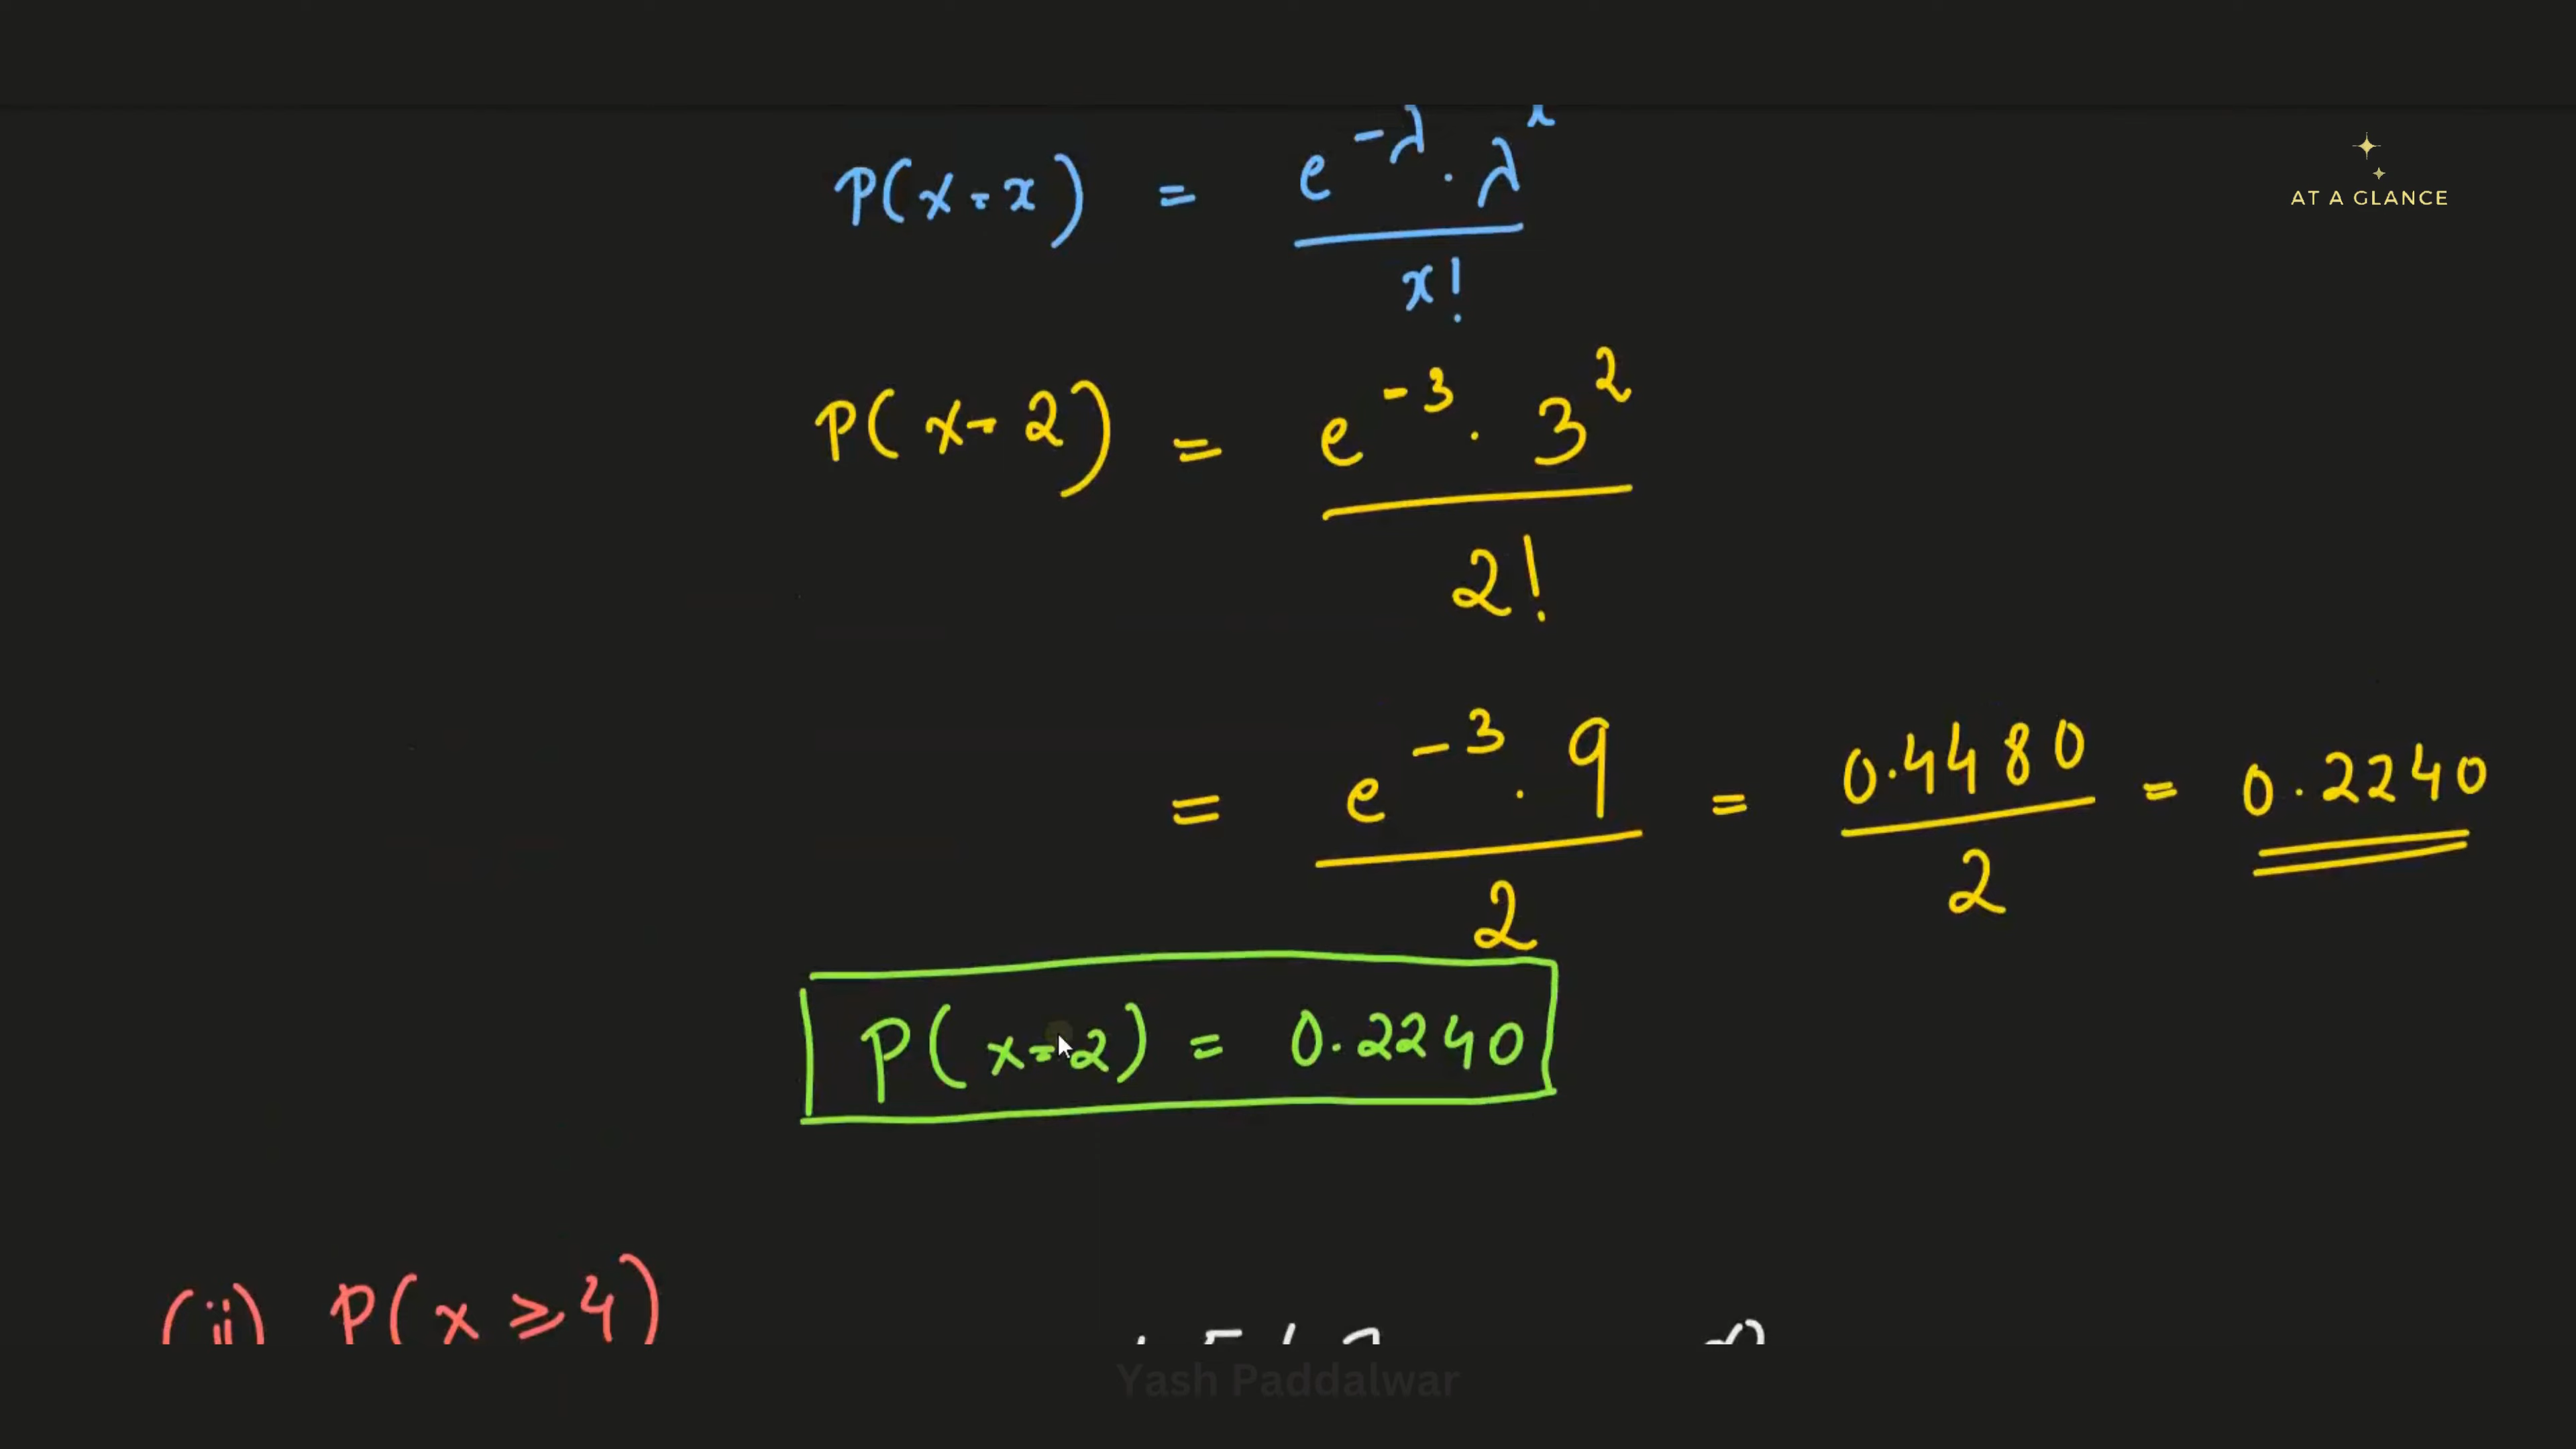 P(x=x) = e^{-λ} · λ^x / x!
AT A GLANCE
P(x=2) = e^{-3} · 3^2 / 2!
= e^{-3} · 9 / 2 = 0.4480 / 2 = 0.2240
P(x=2) = 0.2240
(ii) P(x ≥ 4)
Yash Paddalwar